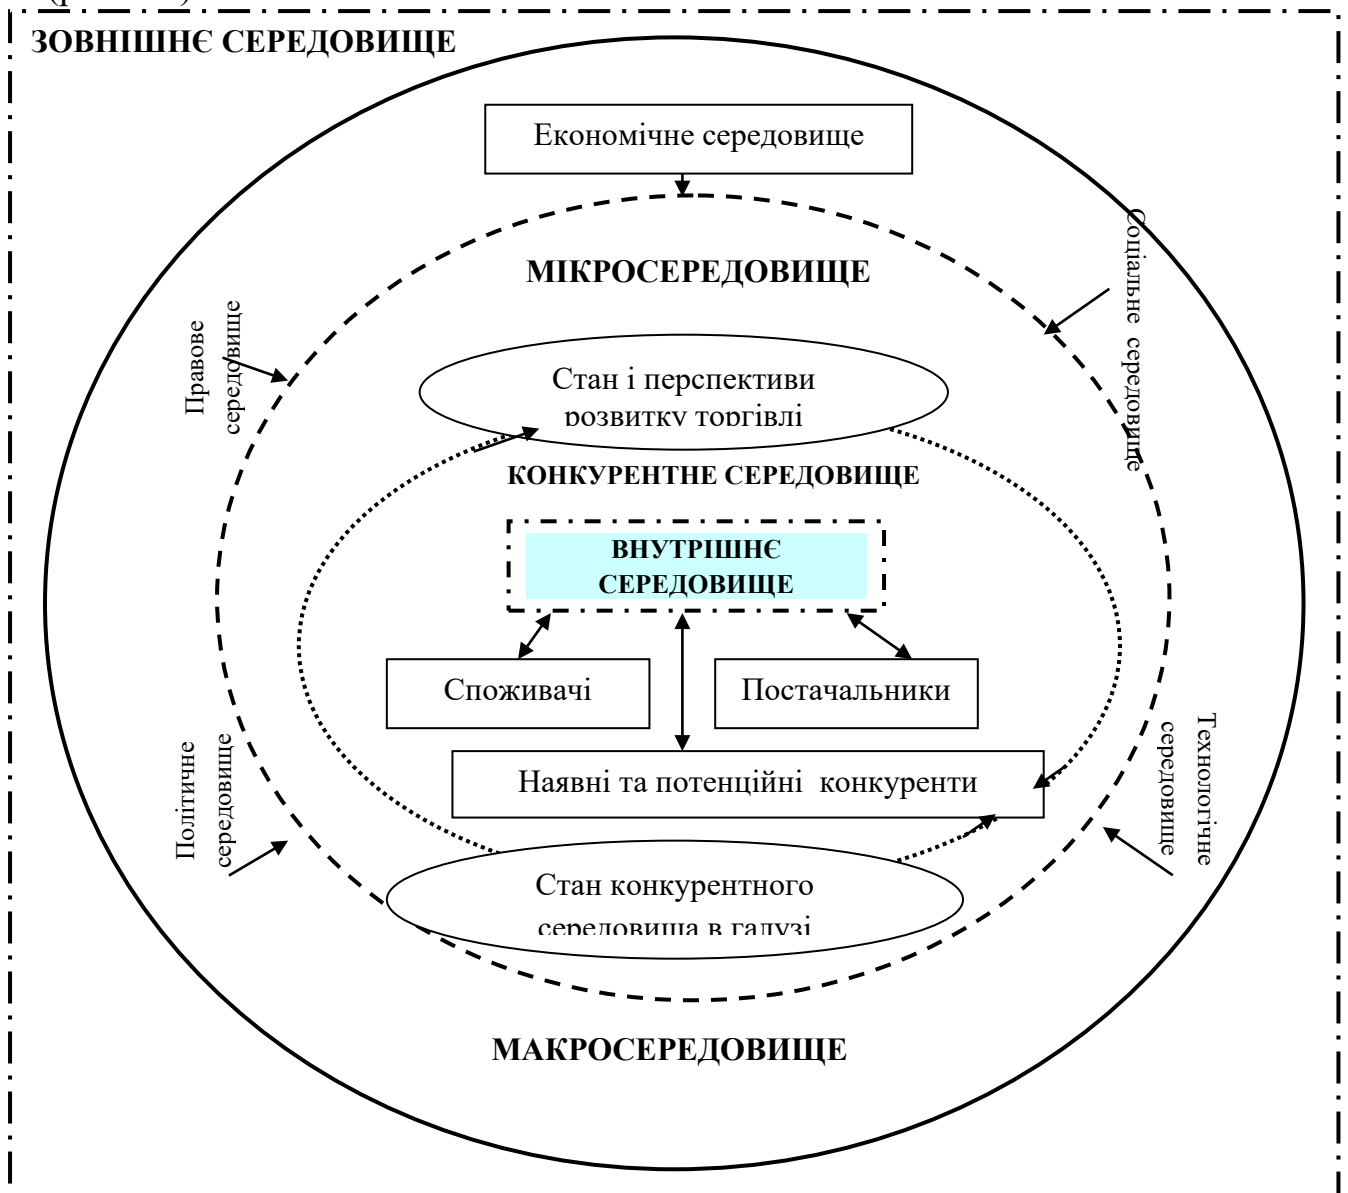 ЗОВНІШНЄ СЕРЕДОВИЩЕ
Економічне середовище
МІКРОСЕРЕДОВИЩЕ
Соціальне середовище
Правове
середовище
Стан і перспективи
розвитку торгівлі
КОНКУРЕНТНЕ СЕРЕДОВИЩЕ
ВНУТРІШНЄ
СЕРЕДОВИЩЕ
Споживачі
Постачальники
Політичне
середовище
Технологічне
середовище
Наявні та потенційні конкуренти
Стан конкурентного
середовища в галузі
МАКРОСЕРЕДОВИЩЕ